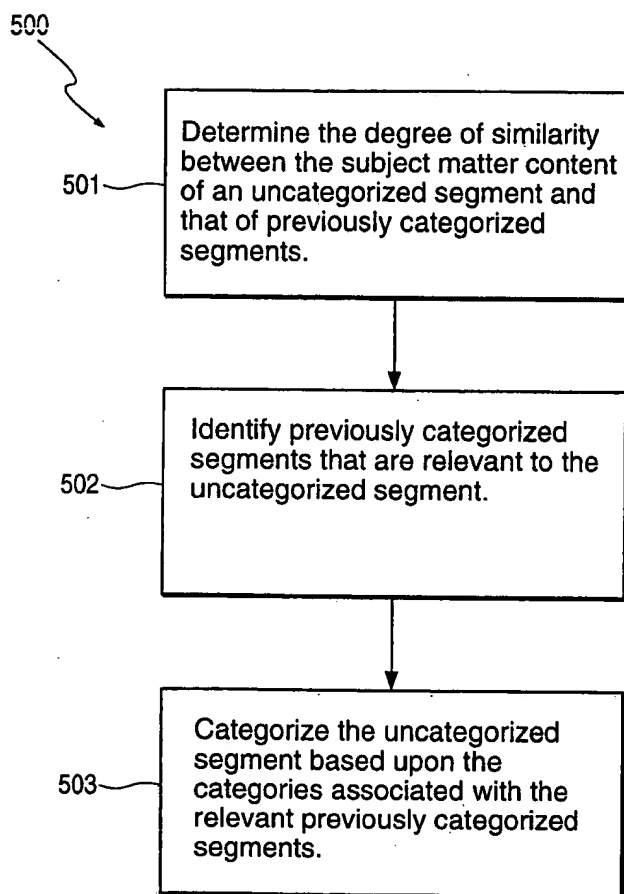 500
Determine the degree of similarity
between the subject matter content
501
of an uncategorized segment and
that of previously categorized
segments.
Identify previously categorized
segments that are relevant to the
502
uncategorized segment.
Categorize the uncategorized
segment based upon the
503
categories associated with the
relevant previously categorized
segments.